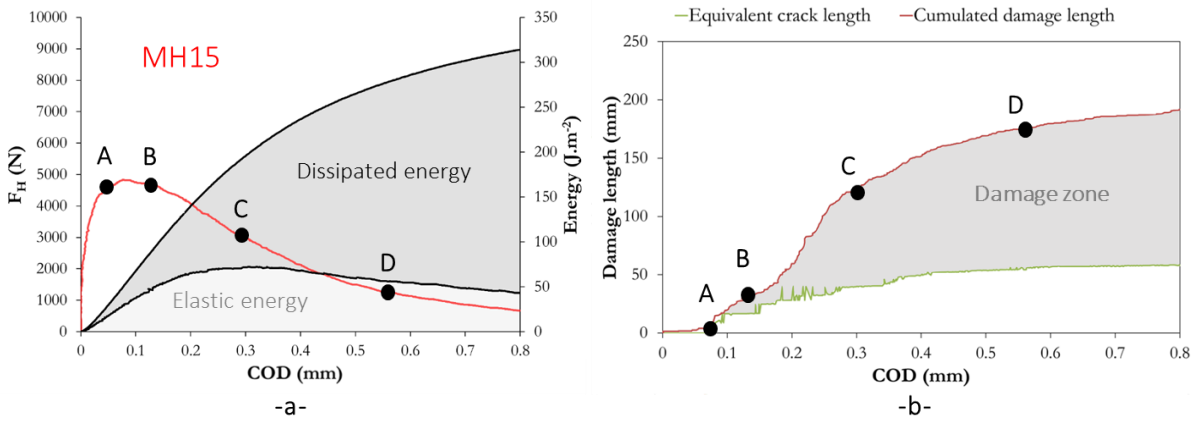 10000
9000
8000
7000
6000
5000
4000
3000
2000
1000
0
F_H (N)
MH15
A
B
C
D
Dissipated energy
Elastic energy
350
300
250
200
150
100
50
0
Energy (J.m⁻²)
0 0.1 0.2 0.3 0.4 0.5 0.6 0.7 0.8
COD (mm)
-a-
Equivalent crack length Cumulated damage length
250
200
150
100
50
0
Damage length (mm)
A
B
C
D
Damage zone
0 0.1 0.2 0.3 0.4 0.5 0.6 0.7 0.8
COD (mm)
-b-